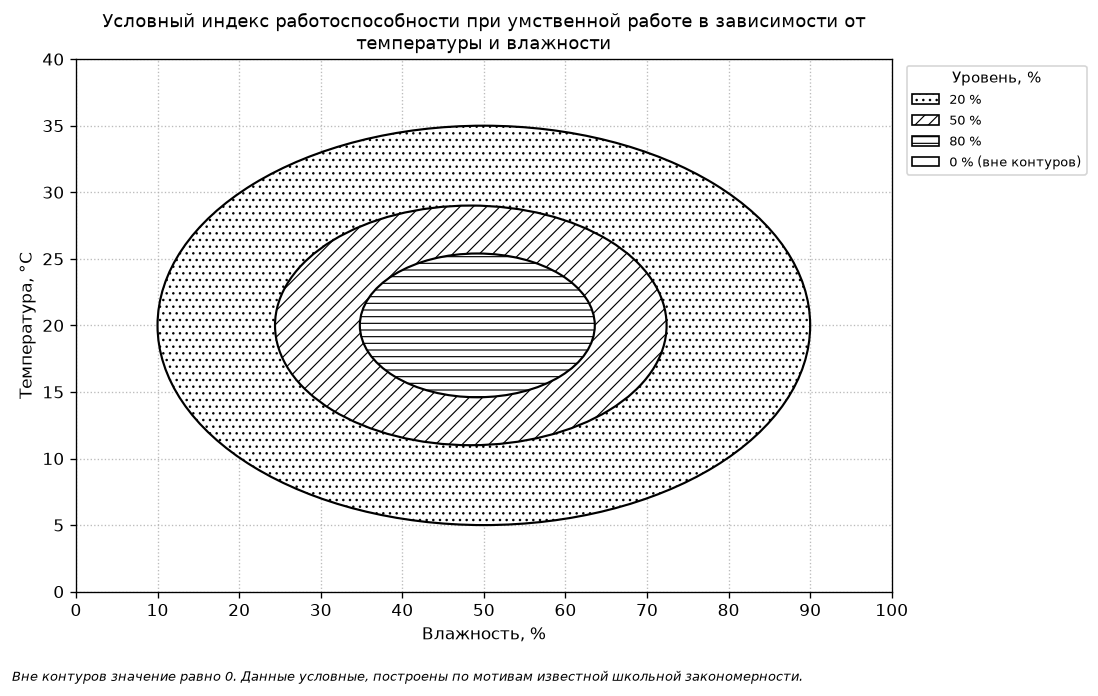 Условный индекс работоспособности при умственной работе в зависимости от
температуры и влажности
Уровень, %
20 %
50 %
80 %
0 % (вне контуров)
Температура, °C
40
35
30
25
20
15
10
5
0
0 10 20 30 40 50 60 70 80 90 100
Влажность, %
Вне контуров значение равно 0. Данные условные, построены по мотивам известной школьной закономерности.